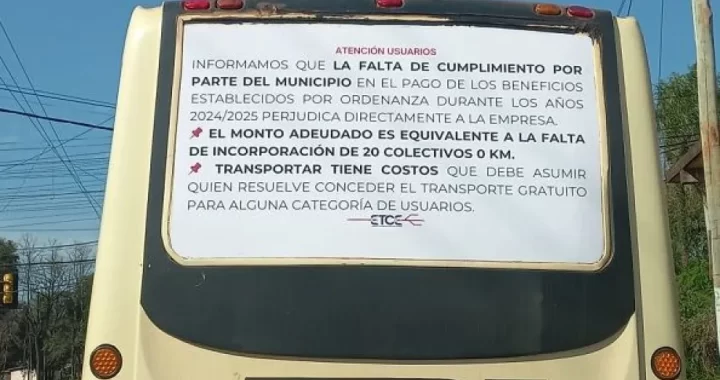 ATENCIÓN USUARIOS
INFORMAMOS QUE LA FALTA DE CUMPLIMIENTO POR
PARTE DEL MUNICIPIO EN EL PAGO DE LOS BENEFICIOS
ESTABLECIDOS POR ORDENANZA DURANTE LOS AÑOS
2024/2025 PERJUDICA DIRECTAMENTE A LA EMPRESA.
📌 EL MONTO ADEUDADO ES EQUIVALENTE A LA FALTA
DE INCORPORACIÓN DE 20 COLECTIVOS 0 KM.
📌 TRANSPORTAR TIENE COSTOS QUE DEBE ASUMIR
QUIEN RESUELVE CONCEDER EL TRANSPORTE GRATUITO
PARA ALGUNA CATEGORÍA DE USUARIOS.
ETCE